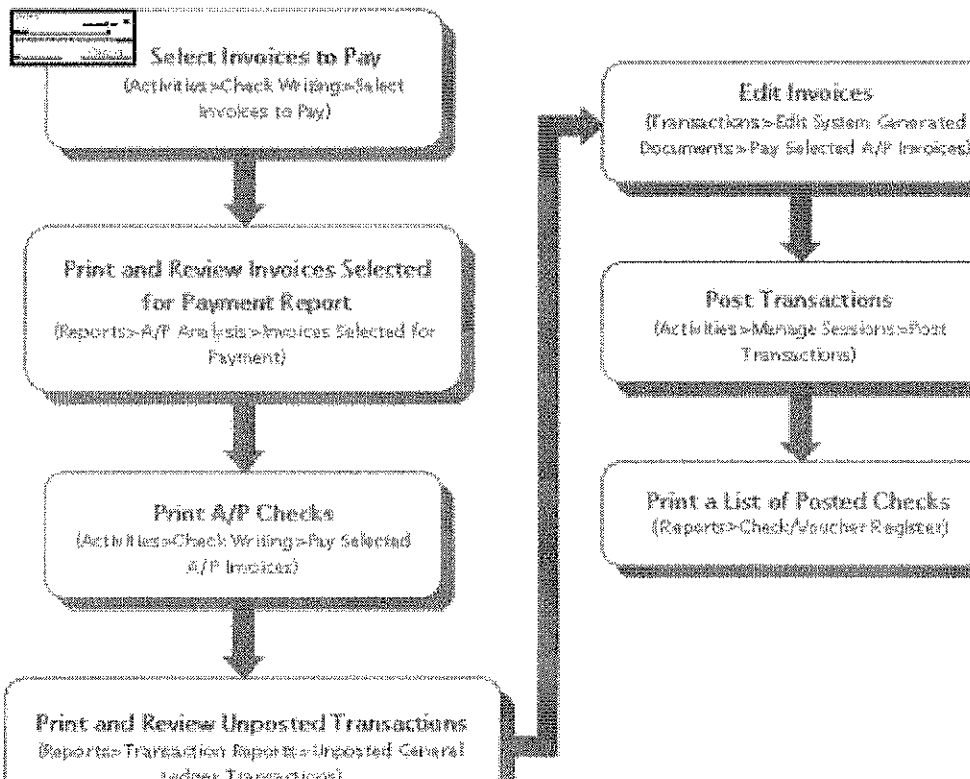 Select Invoices to Pay
(Activities>Check Writing>Select
Invoices to Pay)
Print and Review Invoices Selected
for Payment Report
(Reports>A/P Analysis>Invoices Selected for
Payment)
Print A/P Checks
(Activities>Check Writing>Pay Selected
A/P Invoices)
Print and Review Unposted Transactions
(Reports>Transaction Reports>Unposted General
Ledger Transactions)
Edit Invoices
(Transactions>Edit System Generated
Documents>Pay Selected A/P Invoices)
Post Transactions
(Activities>Manage Sessions>Post
Transactions)
Print a List of Posted Checks
(Reports>Check/Voucher Register)